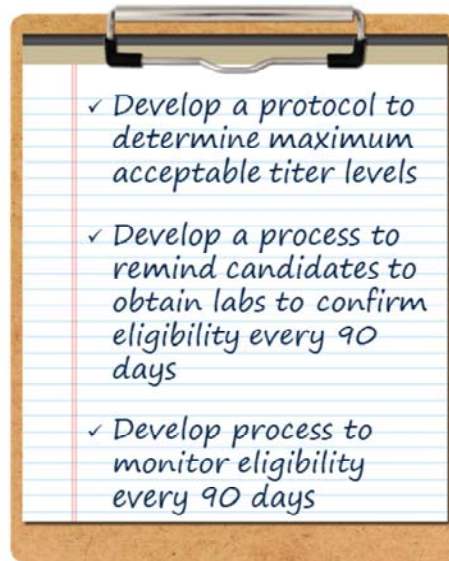 ✓ Develop a protocol to
determine maximum
acceptable titer levels
✓ Develop a process to
remind candidates to
obtain labs to confirm
eligibility every 90
days
✓ Develop process to
monitor eligibility
every 90 days